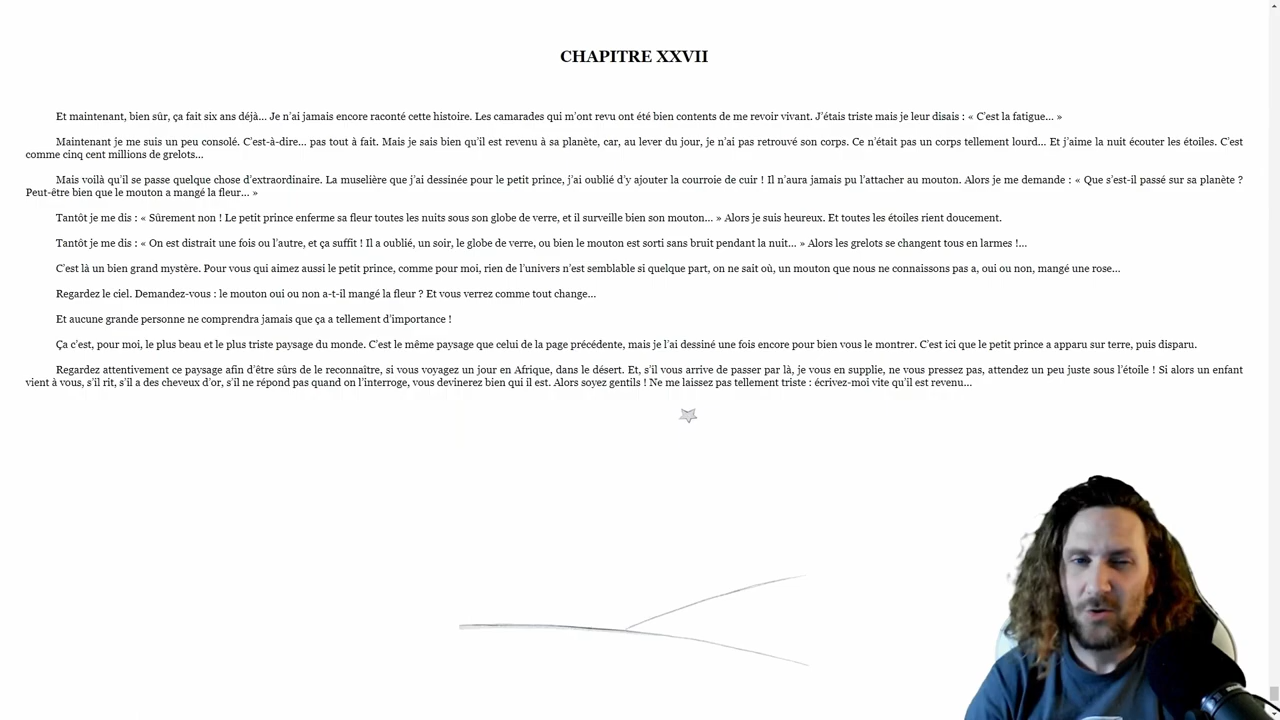 CHAPITRE XXVII
Et maintenant, bien sûr, ça fait six ans déjà… Je n’ai jamais encore raconté cette histoire. Les camarades qui m’ont revu ont été bien contents de me revoir vivant. J’étais triste mais je leur disais : « C’est la fatigue… »
Maintenant je me suis un peu consolé. C’est-à-dire… pas tout à fait. Mais je sais bien qu’il est revenu à sa planète, car, au lever du jour, je n’ai pas retrouvé son corps. Ce n’était pas un corps tellement lourd… Et j’aime la nuit écouter les étoiles. C’est
comme cinq cent millions de grelots…
Mais voilà qu’il se passe quelque chose d’extraordinaire. La muselière que j’ai dessinée pour le petit prince, j’ai oublié d’y ajouter la courroie de cuir ! Il n’aura jamais pu l’attacher au mouton. Alors je me demande : « Que s’est-il passé sur sa planète ?
Peut-être bien que le mouton a mangé la fleur… »
Tantôt je me dis : « Sûrement non ! Le petit prince enferme sa fleur toutes les nuits sous son globe de verre, et il surveille bien son mouton… » Alors je suis heureux. Et toutes les étoiles rient doucement.
Tantôt je me dis : « On est distrait une fois ou l’autre, et ça suffit ! Il a oublié, un soir, le globe de verre, ou bien le mouton est sorti sans bruit pendant la nuit… » Alors les grelots se changent tous en larmes !…
C’est là un bien grand mystère. Pour vous qui aimez aussi le petit prince, comme pour moi, rien de l’univers n’est semblable si quelque part, on ne sait où, un mouton que nous ne connaissons pas a, oui ou non, mangé une rose…
Regardez le ciel. Demandez-vous : le mouton oui ou non a-t-il mangé la fleur ? Et vous verrez comme tout change…
Et aucune grande personne ne comprendra jamais que ça a tellement d’importance !
Ça c’est, pour moi, le plus beau et le plus triste paysage du monde. C’est le même paysage que celui de la page précédente, mais je l’ai dessiné une fois encore pour bien vous le montrer. C’est ici que le petit prince a apparu sur terre, puis disparu.
Regardez attentivement ce paysage afin d’être sûrs de le reconnaître, si vous voyagez un jour en Afrique, dans le désert. Et, s’il vous arrive de passer par là, je vous en supplie, ne vous pressez pas, attendez un peu juste sous l’étoile ! Si alors un enfant
vient à vous, s’il rit, s’il a des cheveux d’or, s’il ne répond pas quand on l’interroge, vous devinerez bien qui il est. Alors soyez gentils ! Ne me laissez pas tellement triste : écrivez-moi vite qu’il est revenu…